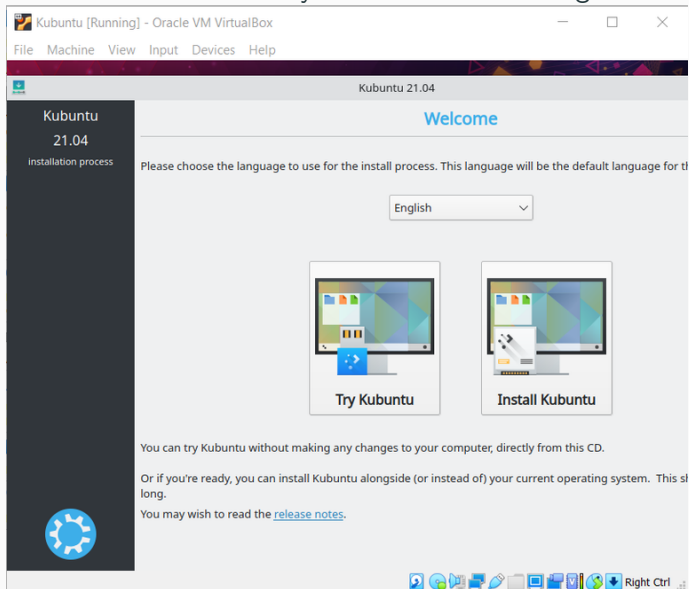 Kubuntu [Running] - Oracle VM VirtualBox
File Machine View Input Devices Help
Kubuntu 21.04
Kubuntu
21.04
installation process
Welcome
Please choose the language to use for the install process. This language will be the default language for
English
Try Kubuntu
Install Kubuntu
You can try Kubuntu without making any changes to your computer, directly from this CD.
Or if you're ready, you can install Kubuntu alongside (or instead of) your current operating system. This
long.
You may wish to read the release notes.
Right Ctrl